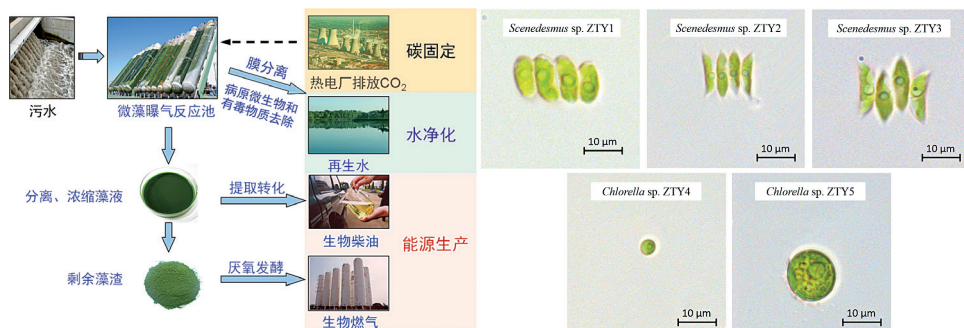 污水
微藻曝气反应池
膜分离
病原微生物和
有毒物质去除
热电厂排放CO₂
碳固定
再生水
水净化
分离、浓缩藻液
提取转化
生物柴油
能源生产
剩余藻渣
厌氧发酵
生物燃气
Scenedesmus sp. ZTY1
10 μm
Scenedesmus sp. ZTY2
10 μm
Scenedesmus sp. ZTY3
10 μm
Chlorella sp. ZTY4
10 μm
Chlorella sp. ZTY5
10 μm